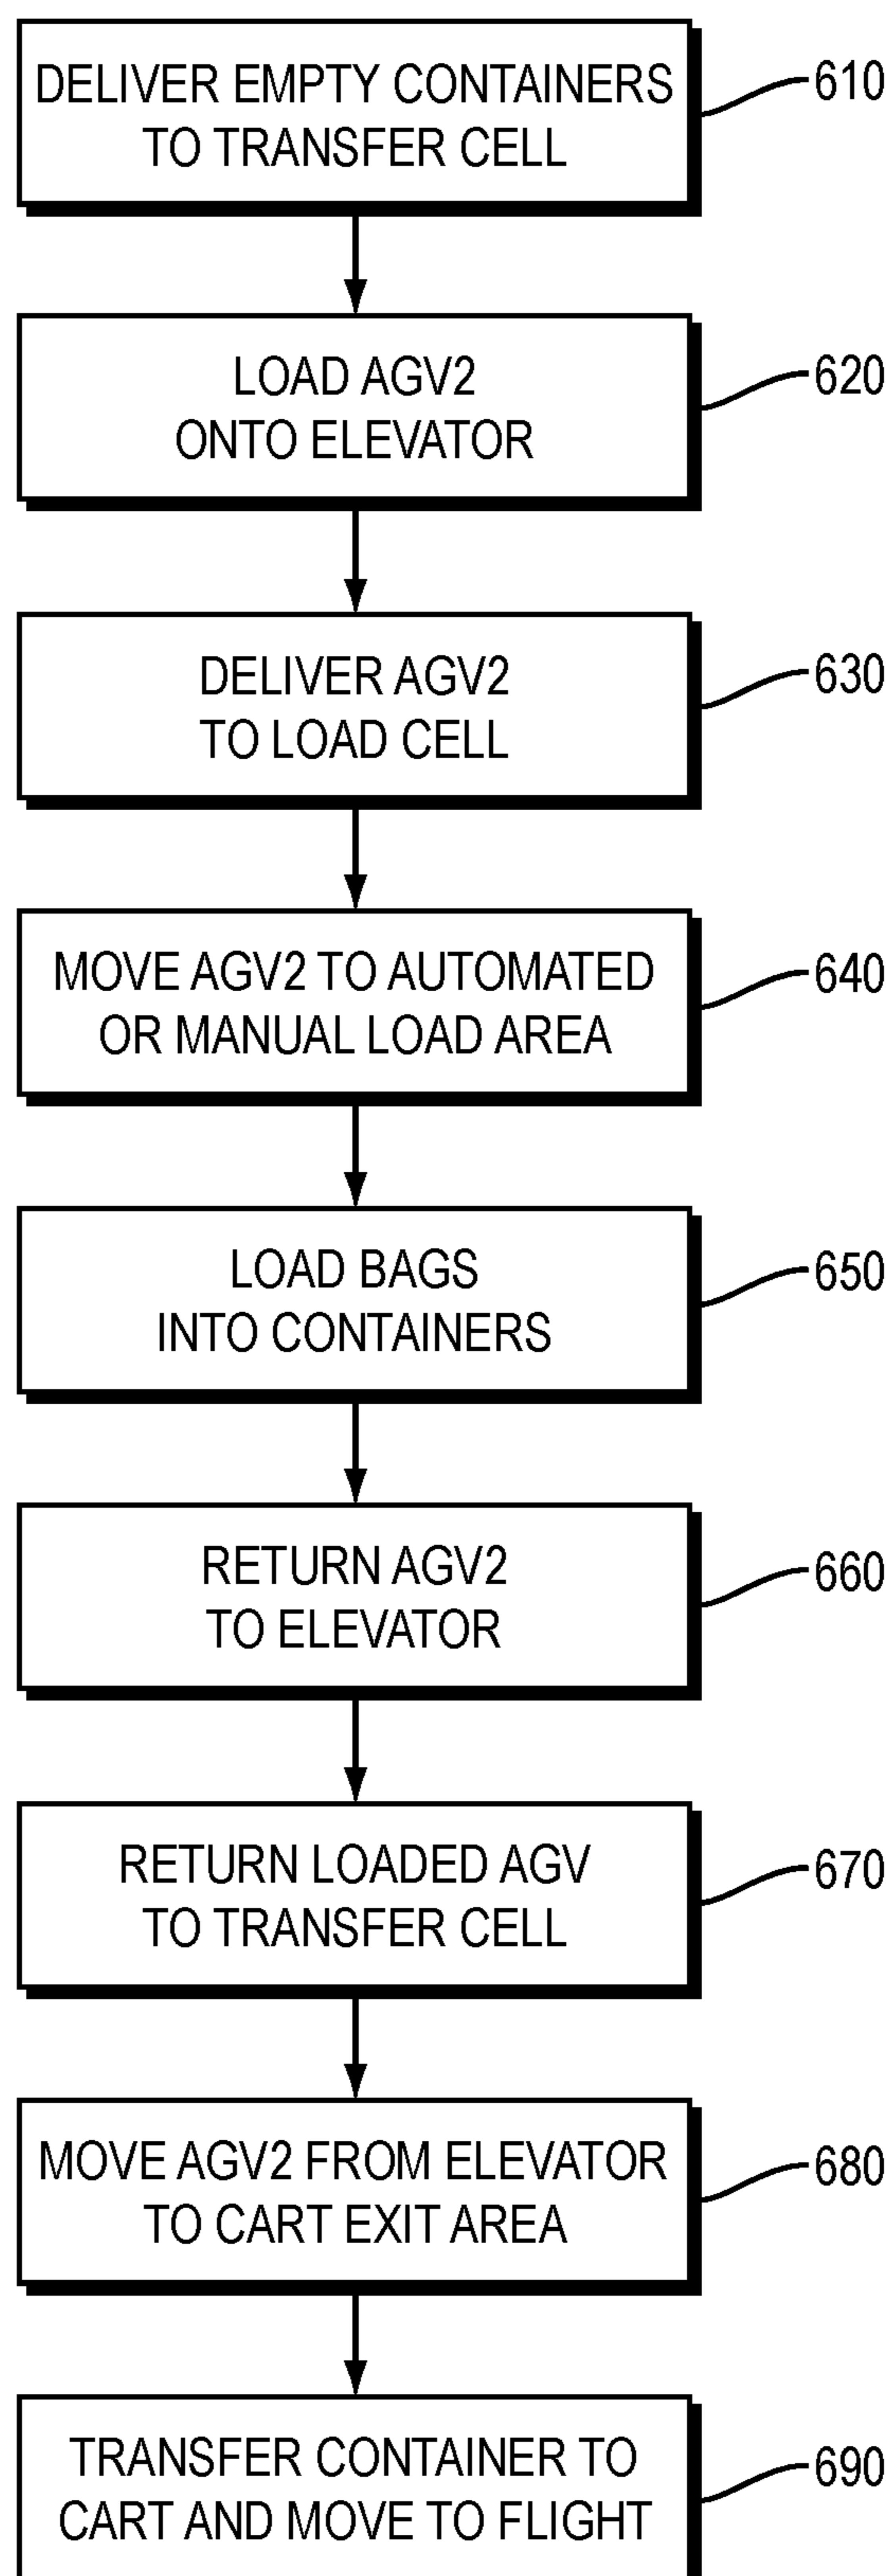 DELIVER EMPTY CONTAINERS
TO TRANSFER CELL
610
LOAD AGV2
ONTO ELEVATOR
620
DELIVER AGV2
TO LOAD CELL
630
MOVE AGV2 TO AUTOMATED
OR MANUAL LOAD AREA
640
LOAD BAGS
INTO CONTAINERS
650
RETURN AGV2
TO ELEVATOR
660
RETURN LOADED AGV
TO TRANSFER CELL
670
MOVE AGV2 FROM ELEVATOR
TO CART EXIT AREA
680
TRANSFER CONTAINER TO
CART AND MOVE TO FLIGHT
690